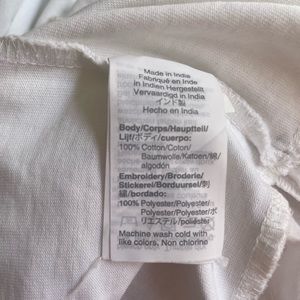 Made in India
Fabriqué en Inde
In Indien Hergestellt
Vervaardigd in India
インド製
Hecho en India
Body/Corps/Hauptteil/
Lijf/ボディ/cuerpo:
100% Cotton/Coton/
Baumwolle/Katoen/綿/
algodón
Embroidery/Broderie/
Stickerei/Borduursel/刺
繍/bordado:
100% Polyester/Polyester/
Polyester/Polyester/ポ
リエステル/poliéster
Machine wash cold with
like colors. Non chlorine